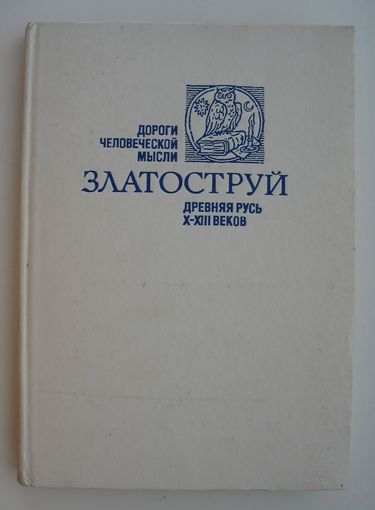 ДОРОГИ
ЧЕЛОВЕЧЕСКОЙ
МЫСЛИ
ЗЛАТОСТРУЙ
ДРЕВНЯЯ РУСЬ
X-XIII ВЕКОВ